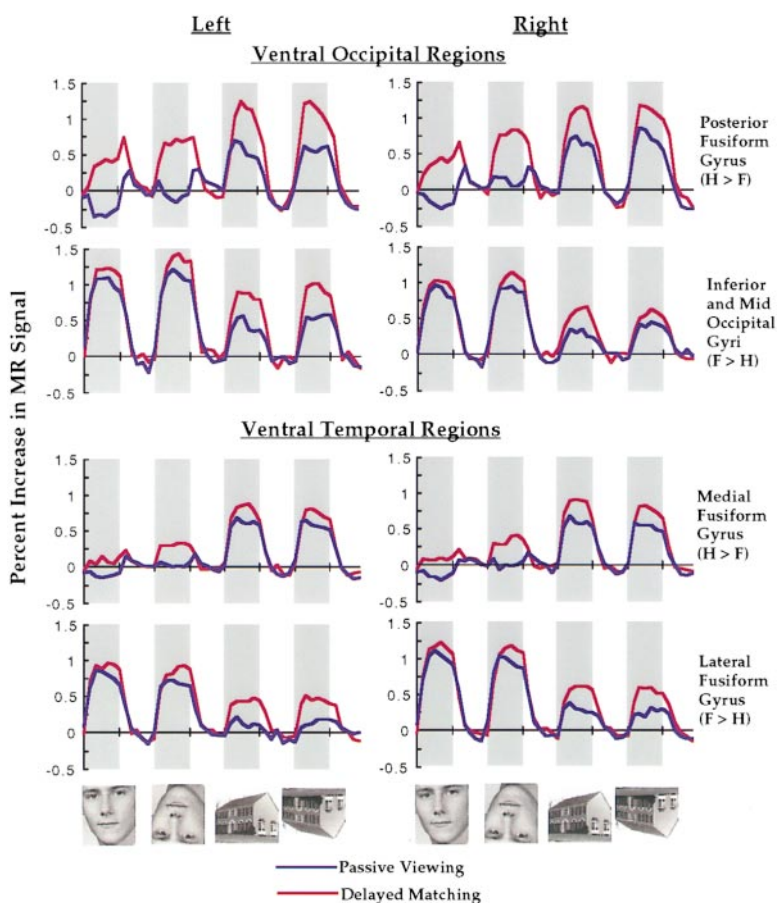 Left Right
Ventral Occipital Regions
1.5 1.5
1 1
0.5 0.5
0 0
-0.5 -0.5
Posterior
Fusiform
Gyrus
(H > F)
1.5 1.5
1 1
0.5 0.5
0 0
-0.5 -0.5
Inferior
and Mid
Occipital
Gyri
(F > H)
Percent Increase in MR Signal
Ventral Temporal Regions
1.5 1.5
1 1
0.5 0.5
0 0
-0.5 -0.5
Medial
Fusiform
Gyrus
(H > F)
1.5 1.5
1 1
0.5 0.5
0 0
-0.5 -0.5
Lateral
Fusiform
Gyrus
(F > H)
Passive Viewing
Delayed Matching